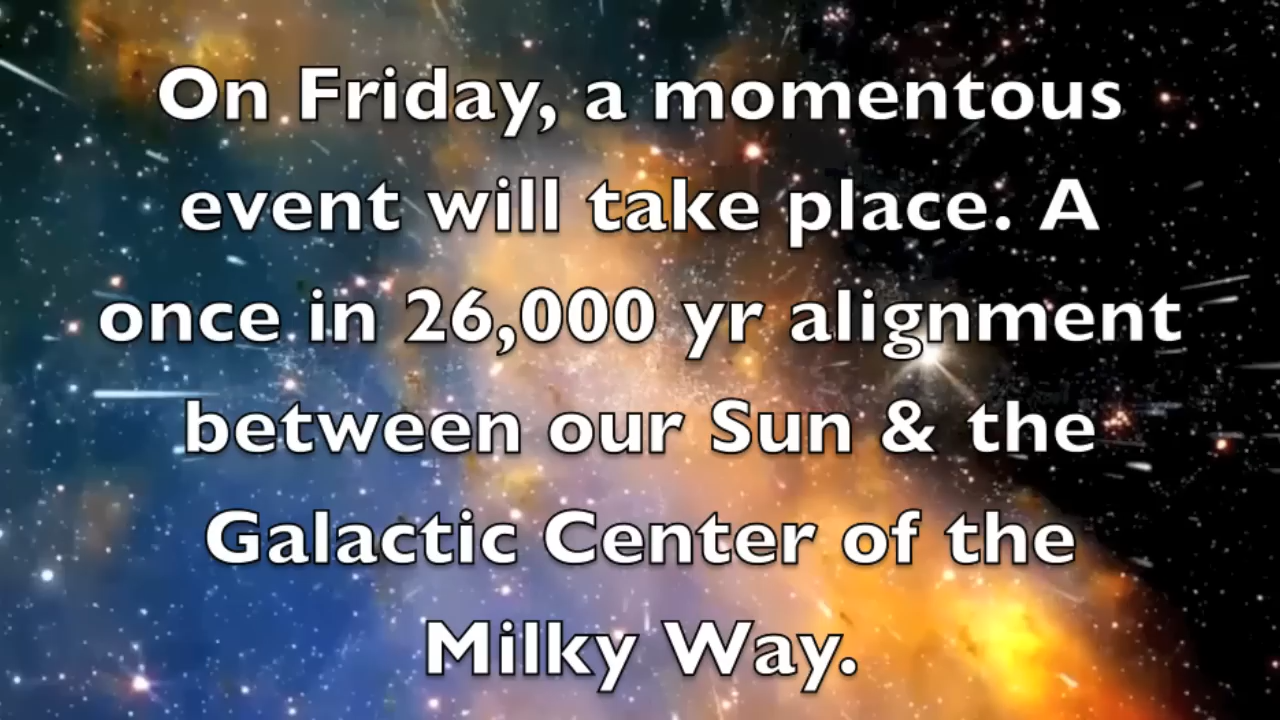 On Friday, a momentous
event will take place. A
once in 26,000 yr alignment
between our Sun & the
Galactic Center of the
Milky Way.